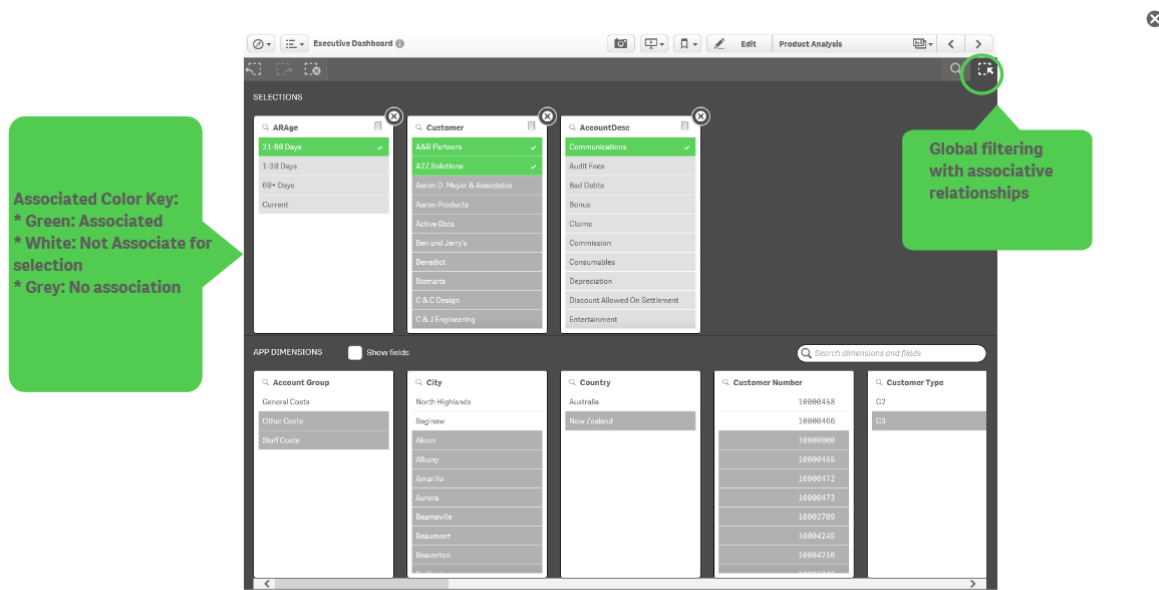 Executive Dashboard
Edit
Product Analysis
SELECTIONS
ARAge
31-60 Days
1-30 Days
60+ Days
Current
Customer
A&R Partners
A2Z Solutions
Aaron D. Meyer & Associates
Aaron Products
Active Data
Ben and Jerry's
Benedict
Bizmarts
C & C Design
C & J Engineering
AccountDesc
Communications
Audit Fees
Bad Debts
Bonus
Claims
Commission
Consumables
Depreciation
Discount Allowed On Settlement
Entertainment
Associated Color Key:
* Green: Associated
* White: Not Associate for
selection
* Grey: No association
Global filtering
with associative
relationships
APP DIMENSIONS
Show fields
Search dimensions and fields
Account Group
General Costs
Other Costs
Staff Costs
City
North Highlands
Saginaw
Akron
Albany
Amarillo
Aurora
Beamsville
Beaumont
Beaverton
Country
Australia
New Zealand
Customer Number
10000458
10000466
10000000
10000455
10000472
10000473
10002709
10004245
10004256
Customer Type
G2
G3